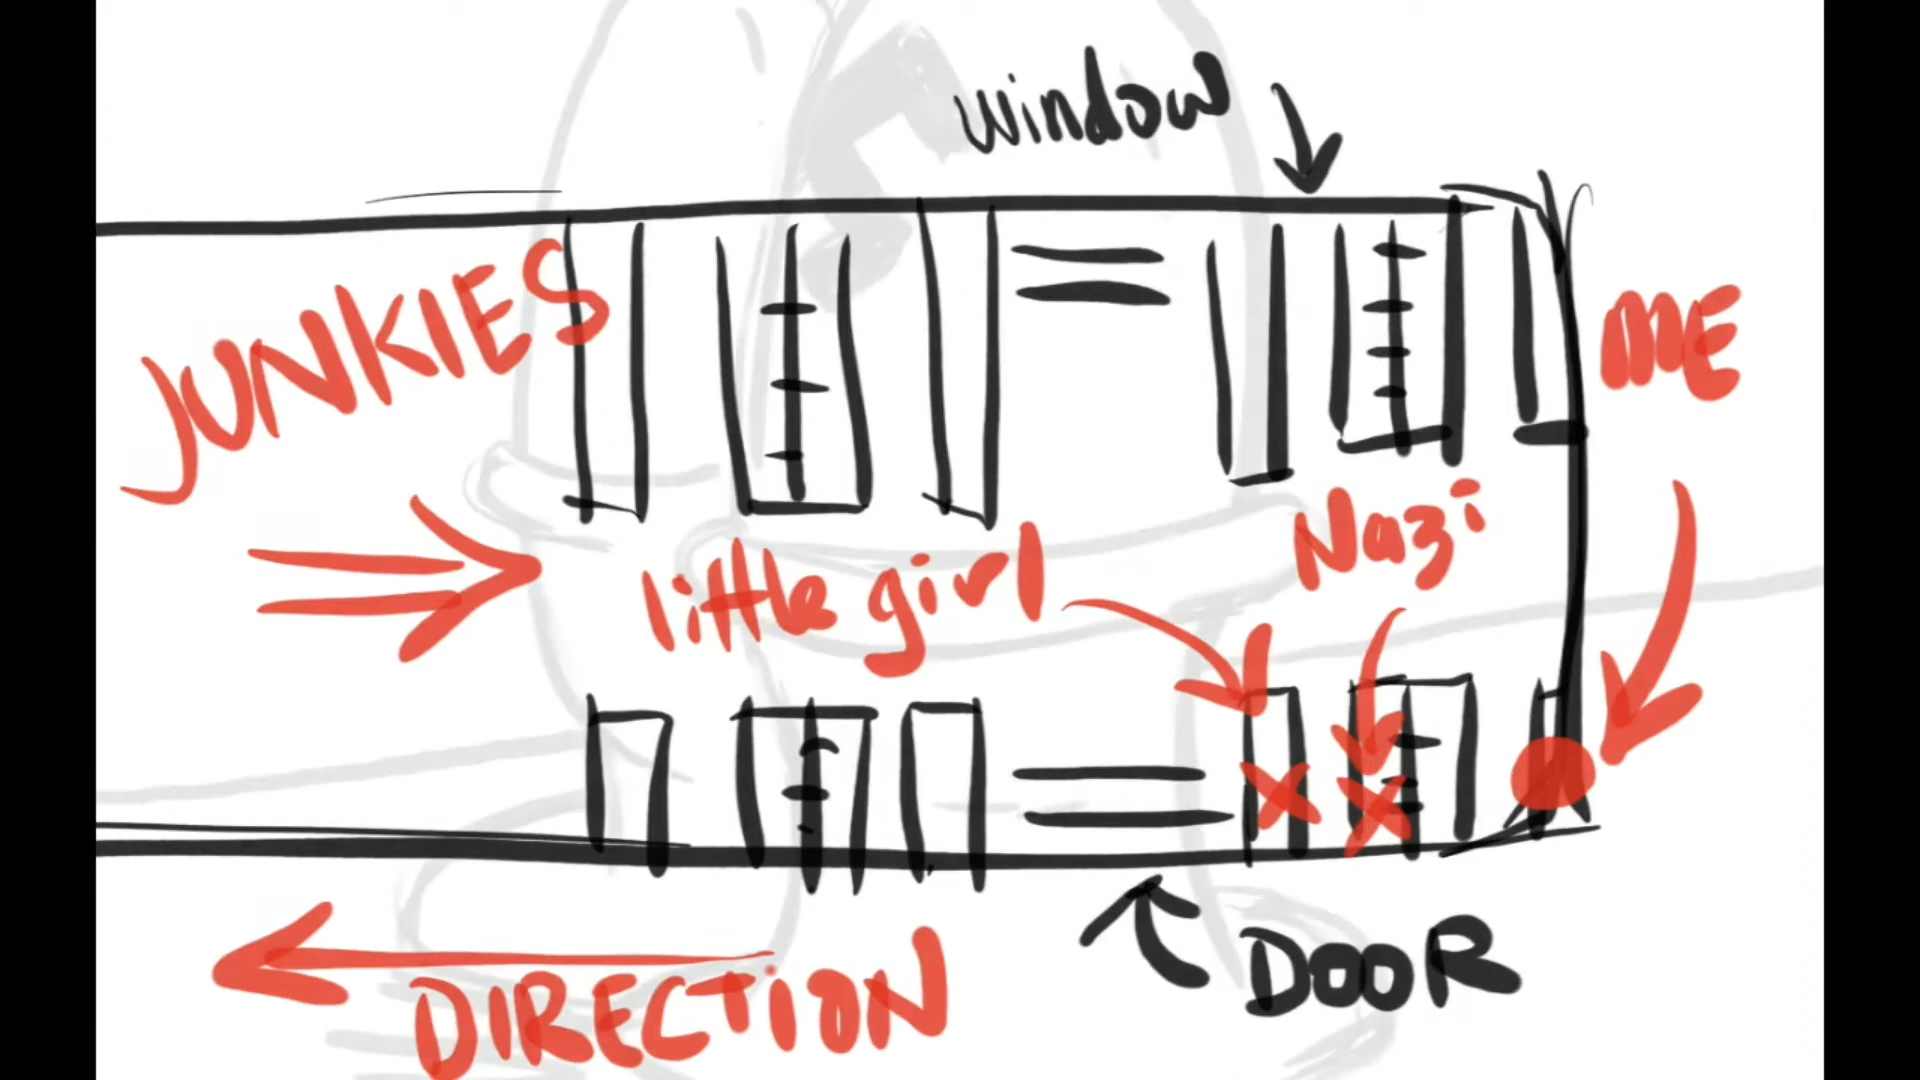 window
JUNKIES
ME
Nazi
little girl
DOOR
DIRECTION